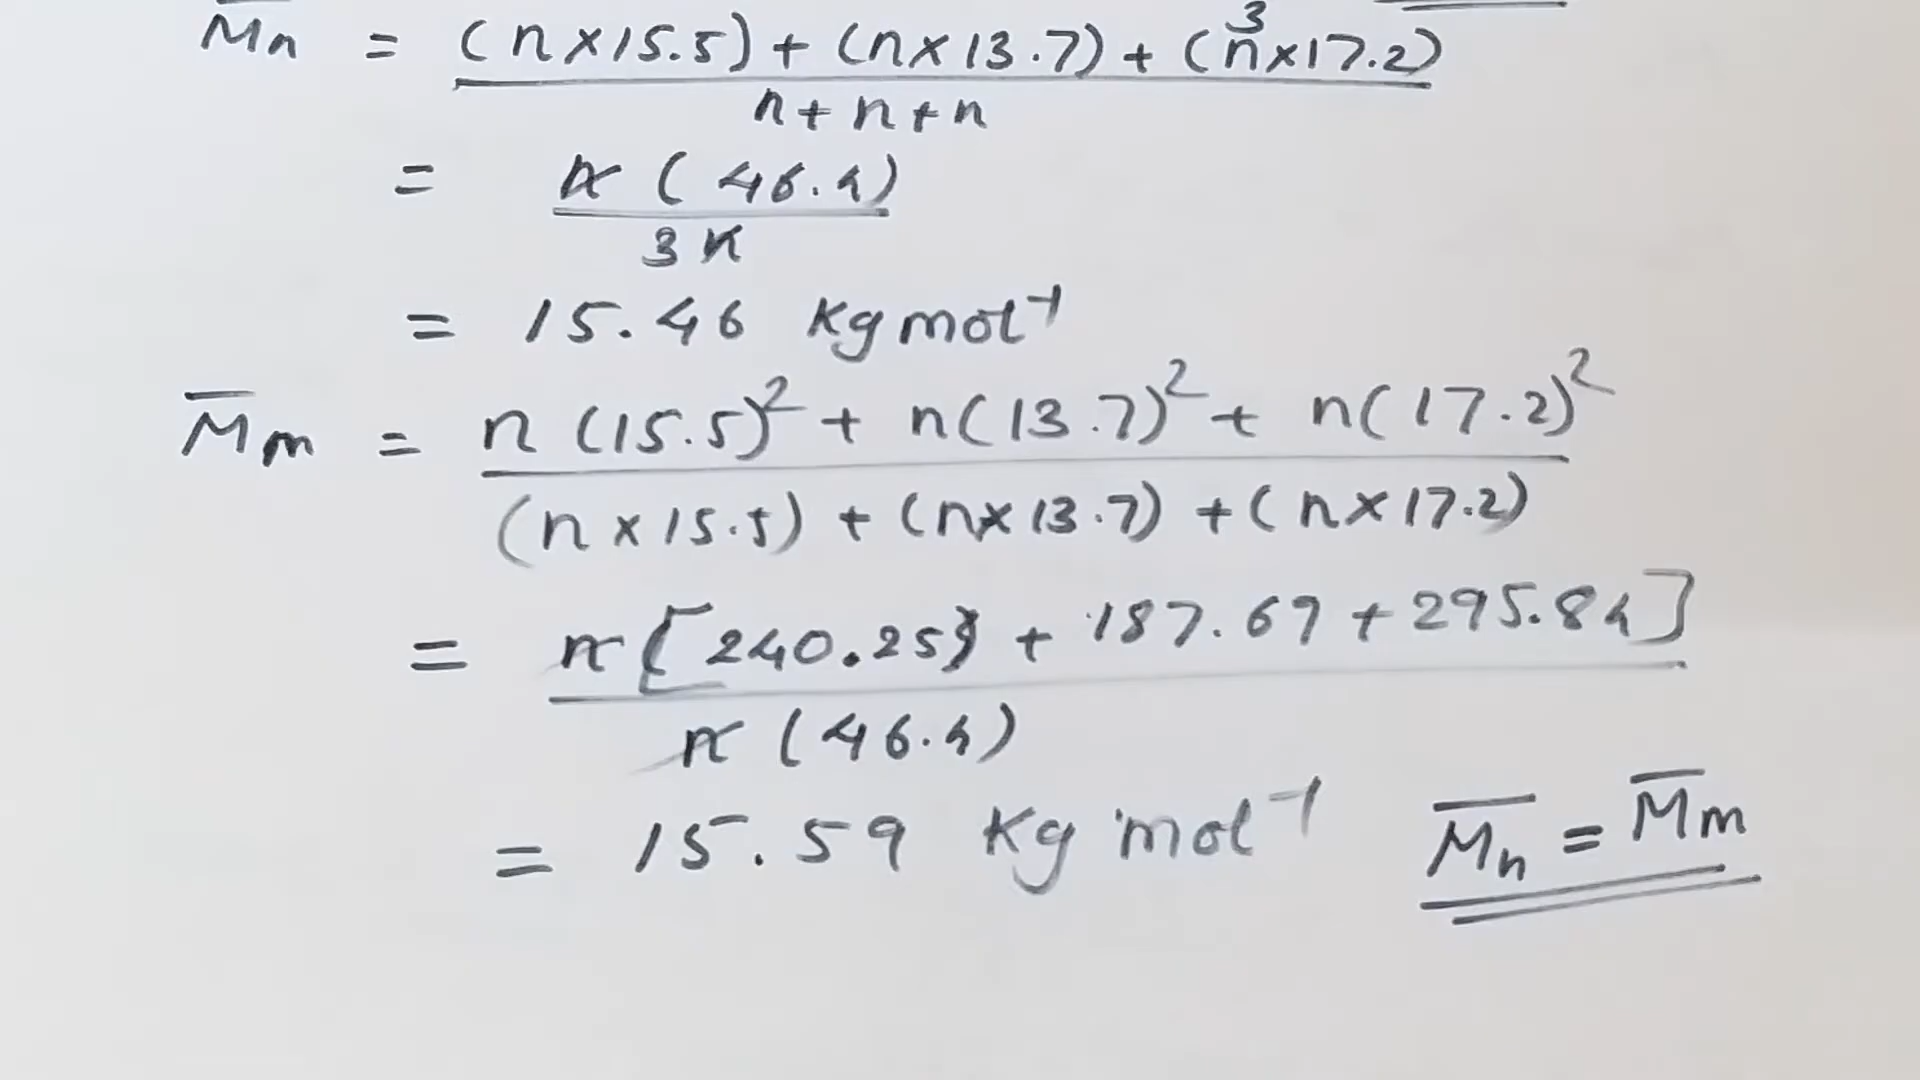 M̅n = (n×15.5) + (n×13.7) + (n×17.2)
3
n + n + n
= n (46.4)
3n
= 15.46 Kg mol⁻¹
M̅m = n (15.5)² + n(13.7)² + n(17.2)²
(n × 15.5) + (n×13.7) + (n×17.2)
= n[240.25) + 187.69 + 295.84]
n (46.4)
= 15.59 Kg mol⁻¹ M̅n = M̅m